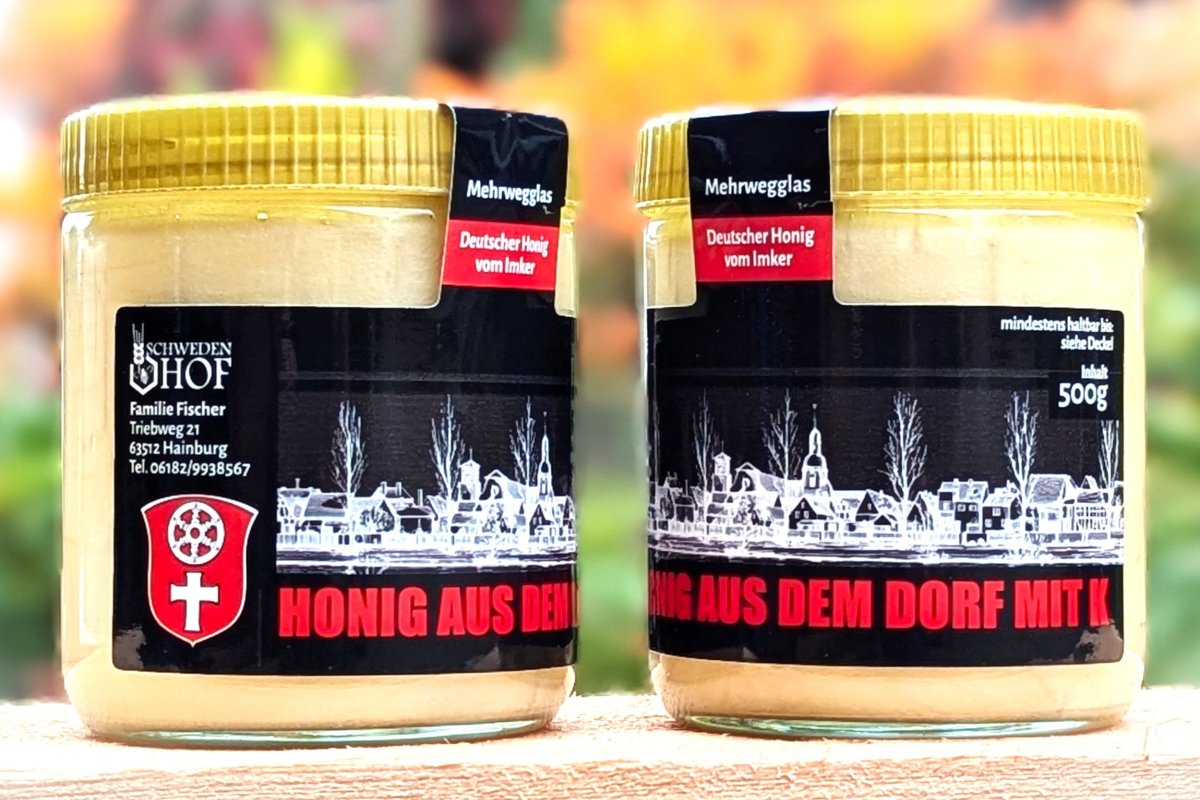 Mehrwegglas
Deutscher Honig
vom Imker
SCHWEDEN
HOF
Familie Fischer
Triebweg 21
63512 Hainburg
Tel. 06182/9938567
HONIG AUS DEM
Mehrwegglas
Deutscher Honig
vom Imker
mindestens haltbar bis:
siehe Deckel
Inhalt
500g
NIG AUS DEM DORF MIT K